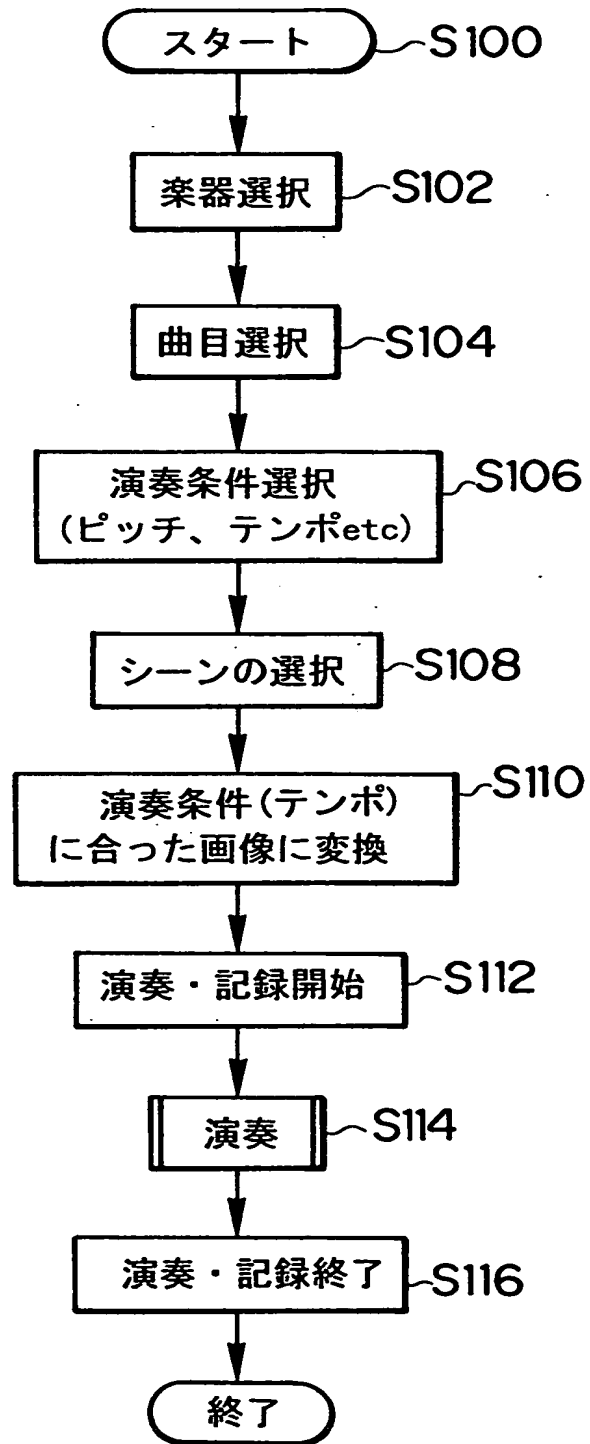 スタート S100
楽器選択 S102
曲目選択 S104
演奏条件選択 S106
(ピッチ、テンポetc)
シーンの選択 S108
演奏条件(テンポ) S110
に合った画像に変換
演奏・記録開始 S112
演奏 S114
演奏・記録終了 S116
終了